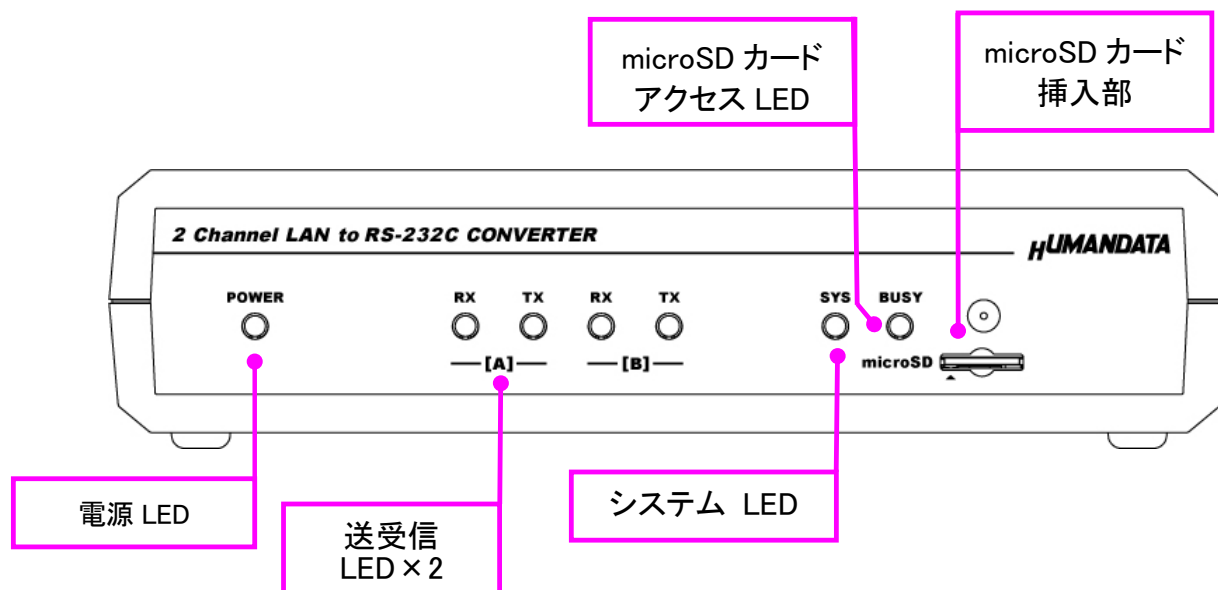 microSD カード
アクセス LED
microSD カード
挿入部
2 Channel LAN to RS-232C CONVERTER
HUMANDATA
POWER
RX TX RX TX
SYS BUSY
[A] [B]
microSD
電源 LED
送受信
LED×2
システム LED